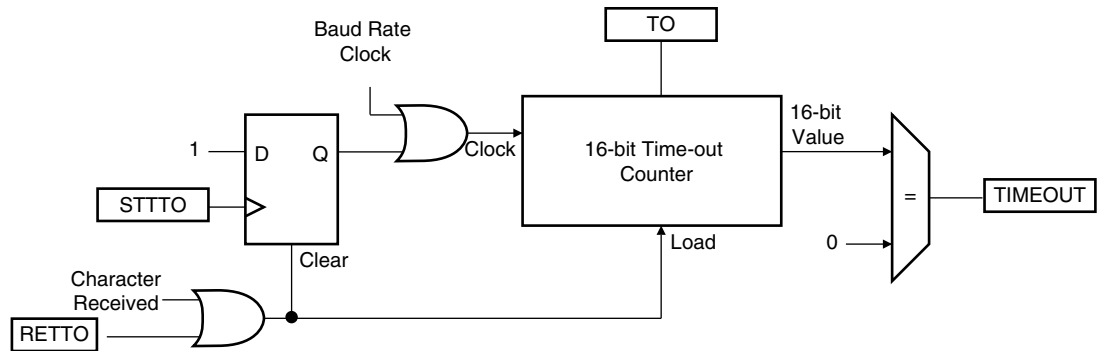 TO
Baud Rate
Clock
16-bit
Value
1
D
Q
Clock
16-bit Time-out
Counter
STTTO
=
TIMEOUT
Clear
Load
0
Character
Received
RETTO